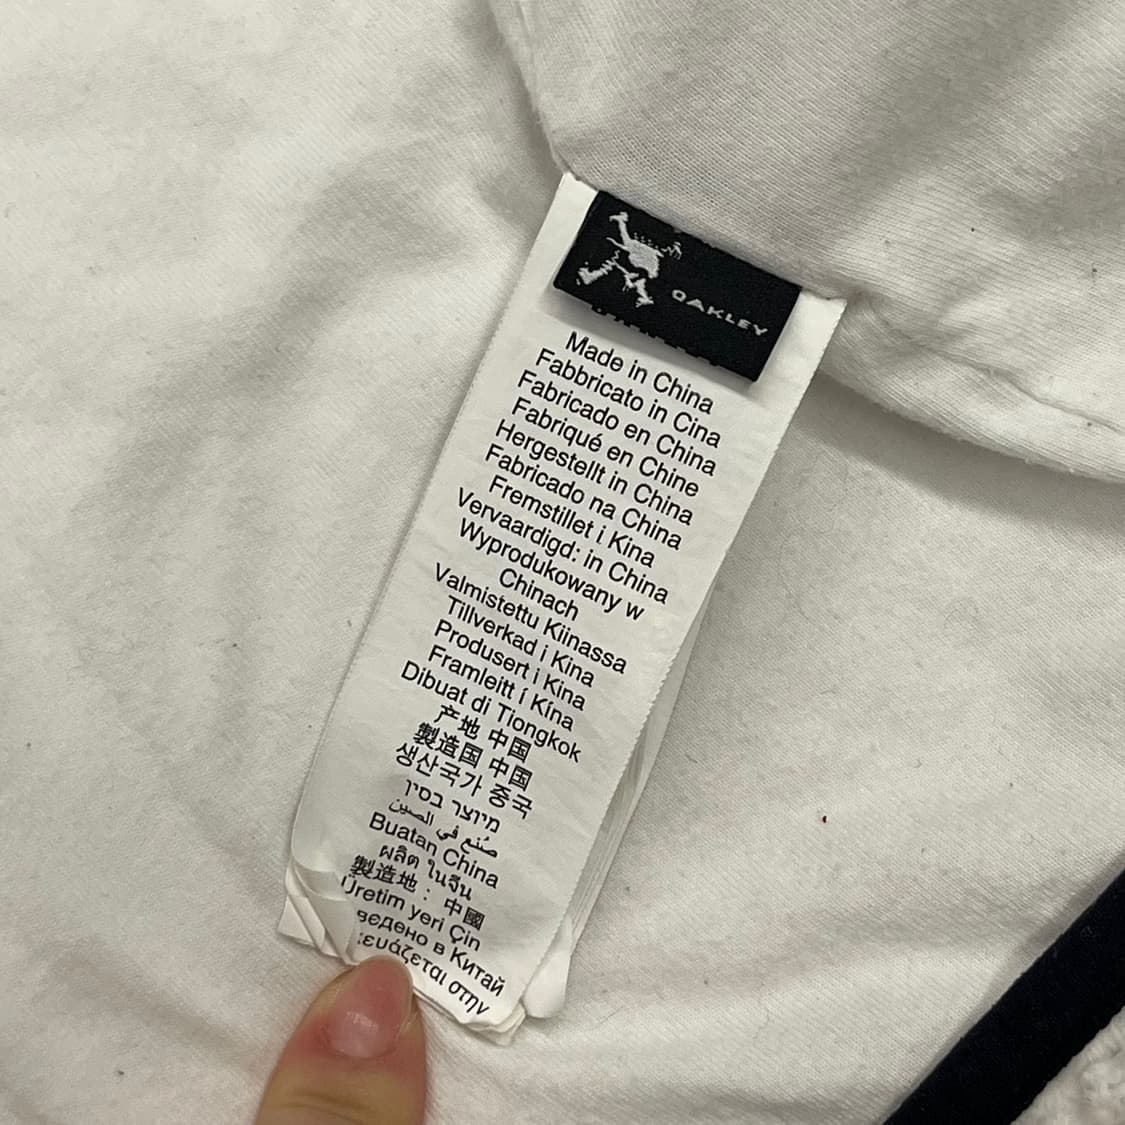 OAKLEY
Made in China
Fabbricato in Cina
Fabricado en China
Fabriqué en Chine
Hergestellt in China
Fabricado na China
Fremstillet i Kina
Vervaardigd: in China
Wyprodukowany w
Chinach
Valmistettu Kiinassa
Tillverkad i Kina
Produsert i Kina
Framleitt í Kína
Dibuat di Tiongkok
产地 中国
製造国 中国
생산국가 중국
מיוצר בסין
صُنع في الصين
Buatan China
ผลิต ในจีน
製造地：中國
Üretim yeri Çin
в Китай
στην